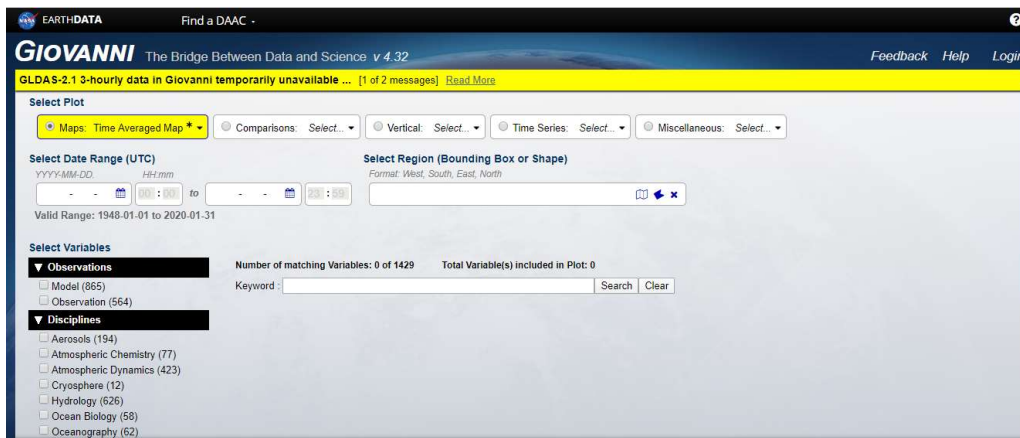 EARTHDATA Find a DAAC -
GIOVANNI The Bridge Between Data and Science v 4.32 Feedback Help Login
GLDAS-2.1 3-hourly data in Giovanni temporarily unavailable ... [1 of 2 messages] Read More
Select Plot
Maps: Time Averaged Map * Comparisons: Select... Vertical: Select... Time Series: Select... Miscellaneous: Select...
Select Date Range (UTC) Select Region (Bounding Box or Shape)
YYYY-MM-DD HH:mm Format: West, South, East, North
- - 00 : 00 to - - 23 : 59
Valid Range: 1948-01-01 to 2020-01-31
Select Variables
Observations Number of matching Variables: 0 of 1429 Total Variable(s) included in Plot: 0
Model (865) Keyword : Search Clear
Observation (564)
Disciplines
Aerosols (194)
Atmospheric Chemistry (77)
Atmospheric Dynamics (423)
Cryosphere (12)
Hydrology (626)
Ocean Biology (58)
Oceanography (62)